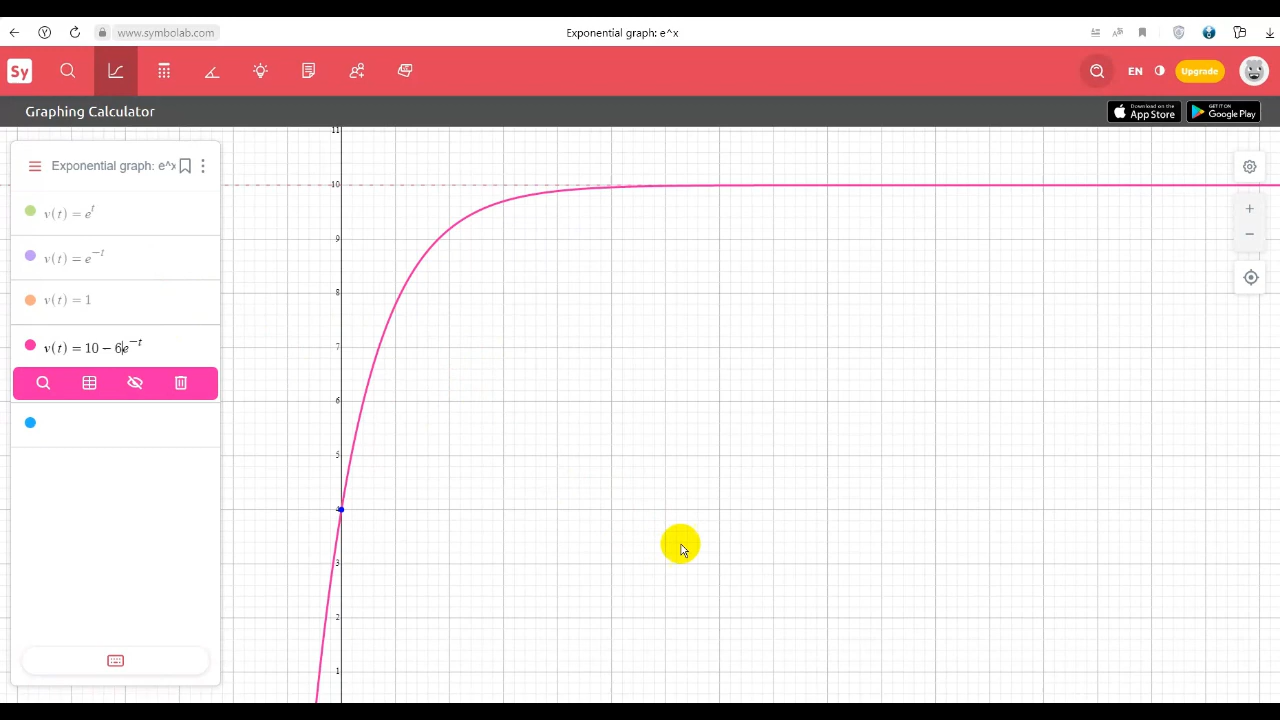 www.symbolab.com
Exponential graph: e^x
Sy
EN
Upgrade
Graphing Calculator
Download on the
App Store
GET IT ON
Google Play
Exponential graph: e^x
v(t) = e^t
v(t) = e^−t
v(t) = 1
v(t) = 10 − 6e^−t
11
10
9
8
7
6
5
4
3
2
1